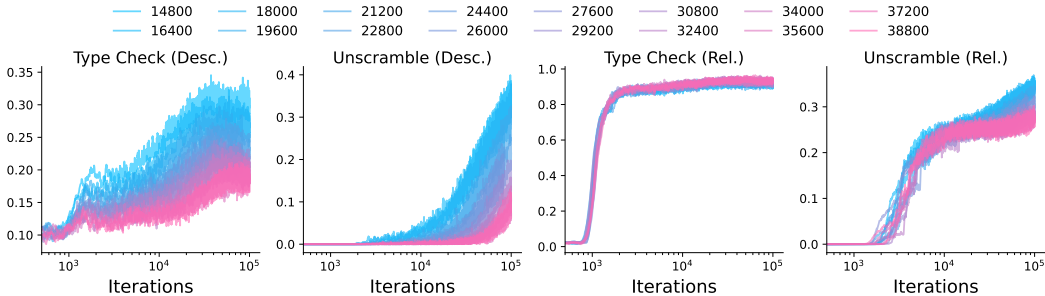 14800 18000 21200 24400 27600 30800 34000 37200
16400 19600 22800 26000 29200 32400 35600 38800
Type Check (Desc.) Unscramble (Desc.) Type Check (Rel.) Unscramble (Rel.)
0.35 0.30 0.25 0.20 0.15 0.10
0.4 0.3 0.2 0.1 0.0
1.0 0.8 0.6 0.4 0.2 0.0
0.3 0.2 0.1 0.0
10³ 10⁴ 10⁵ 10³ 10⁴ 10⁵ 10³ 10⁴ 10⁵ 10³ 10⁴ 10⁵
Iterations Iterations Iterations Iterations